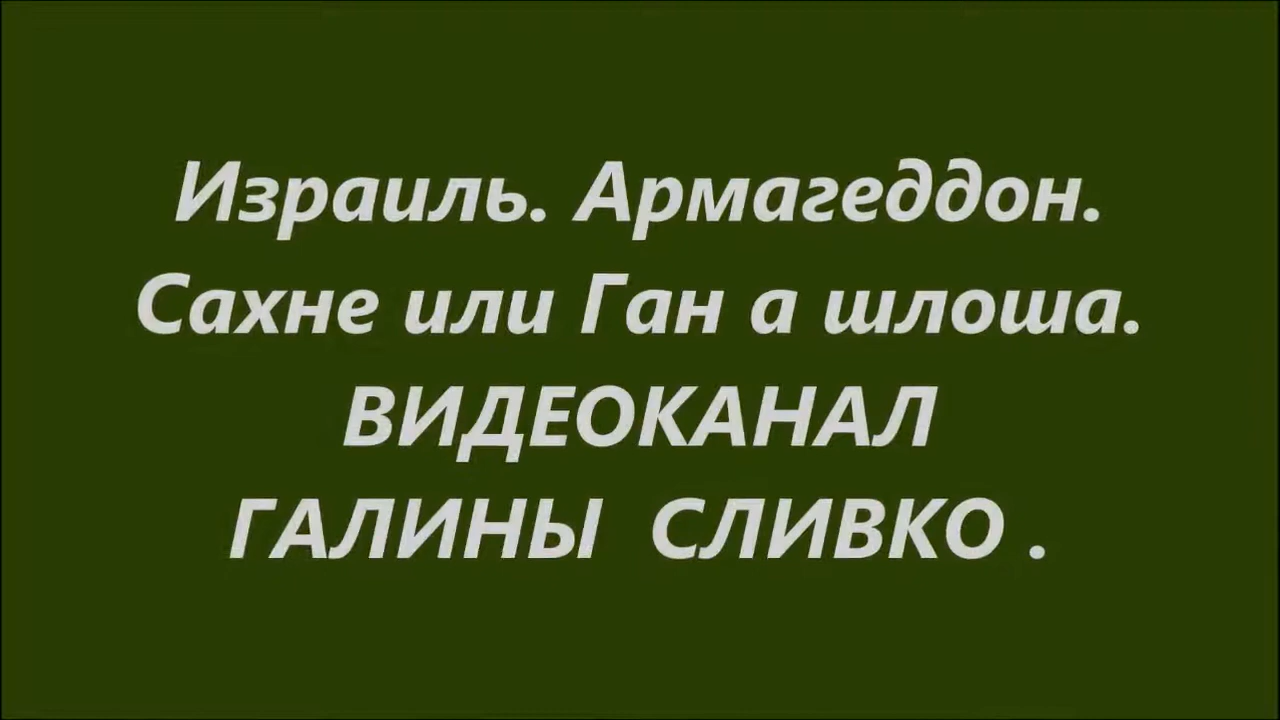 Израиль. Армагеддон.
Сахне или Ган а шлоша.
ВИДЕОКАНАЛ
ГАЛИНЫ  СЛИВКО .